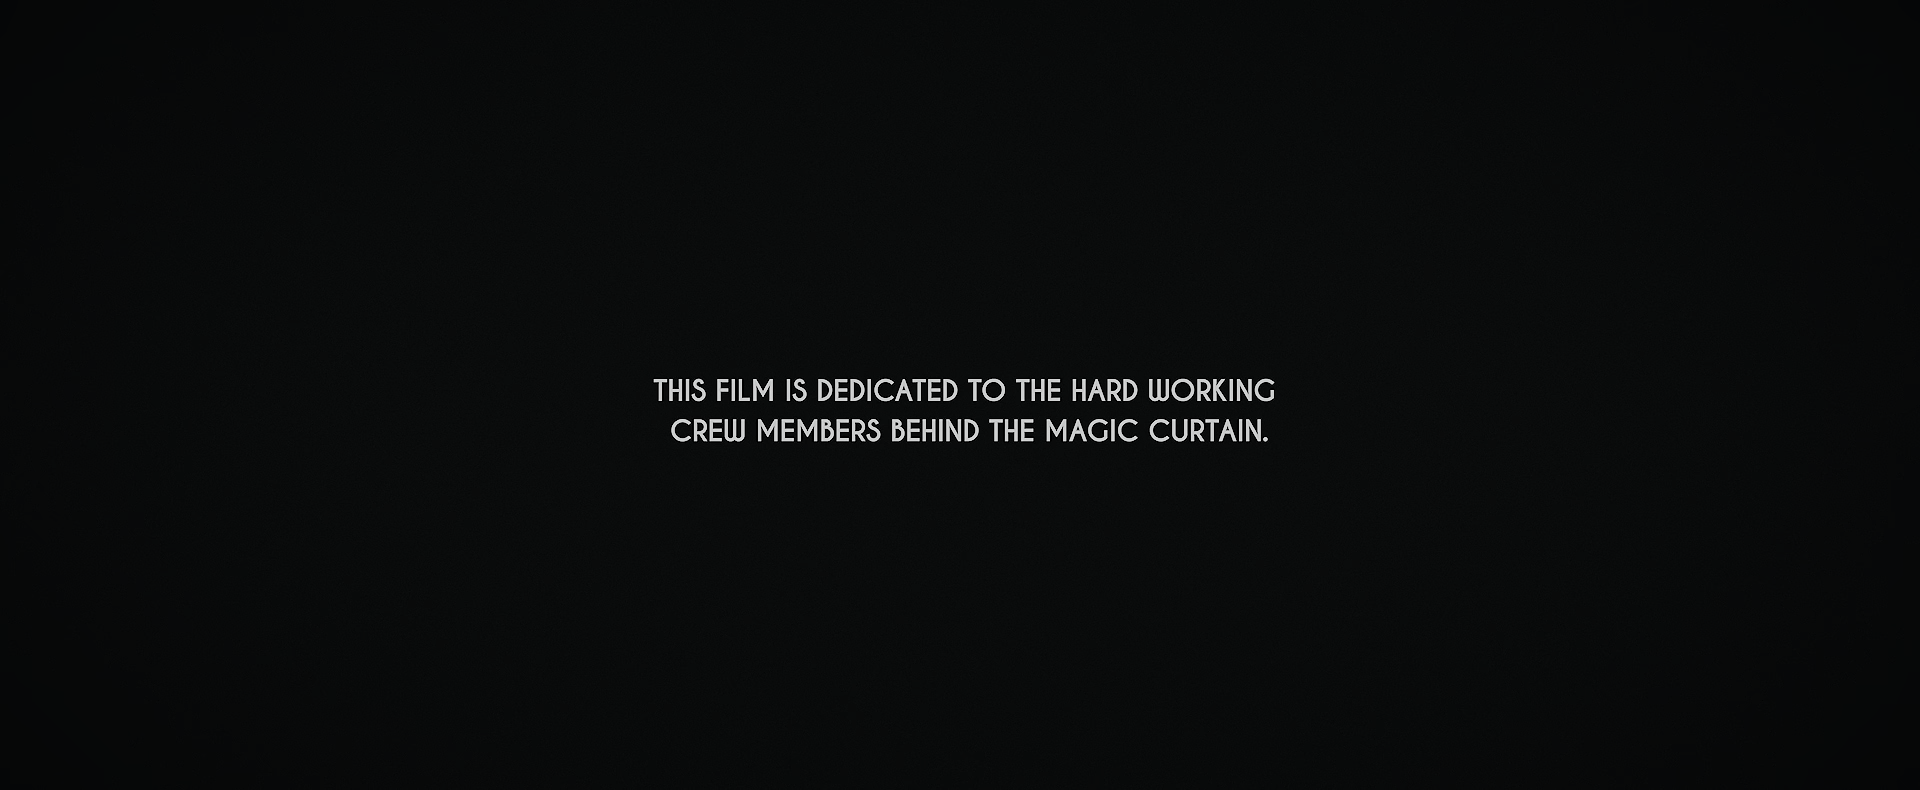 THIS FILM IS DEDICATED TO THE HARD WORKING
CREW MEMBERS BEHIND THE MAGIC CURTAIN.